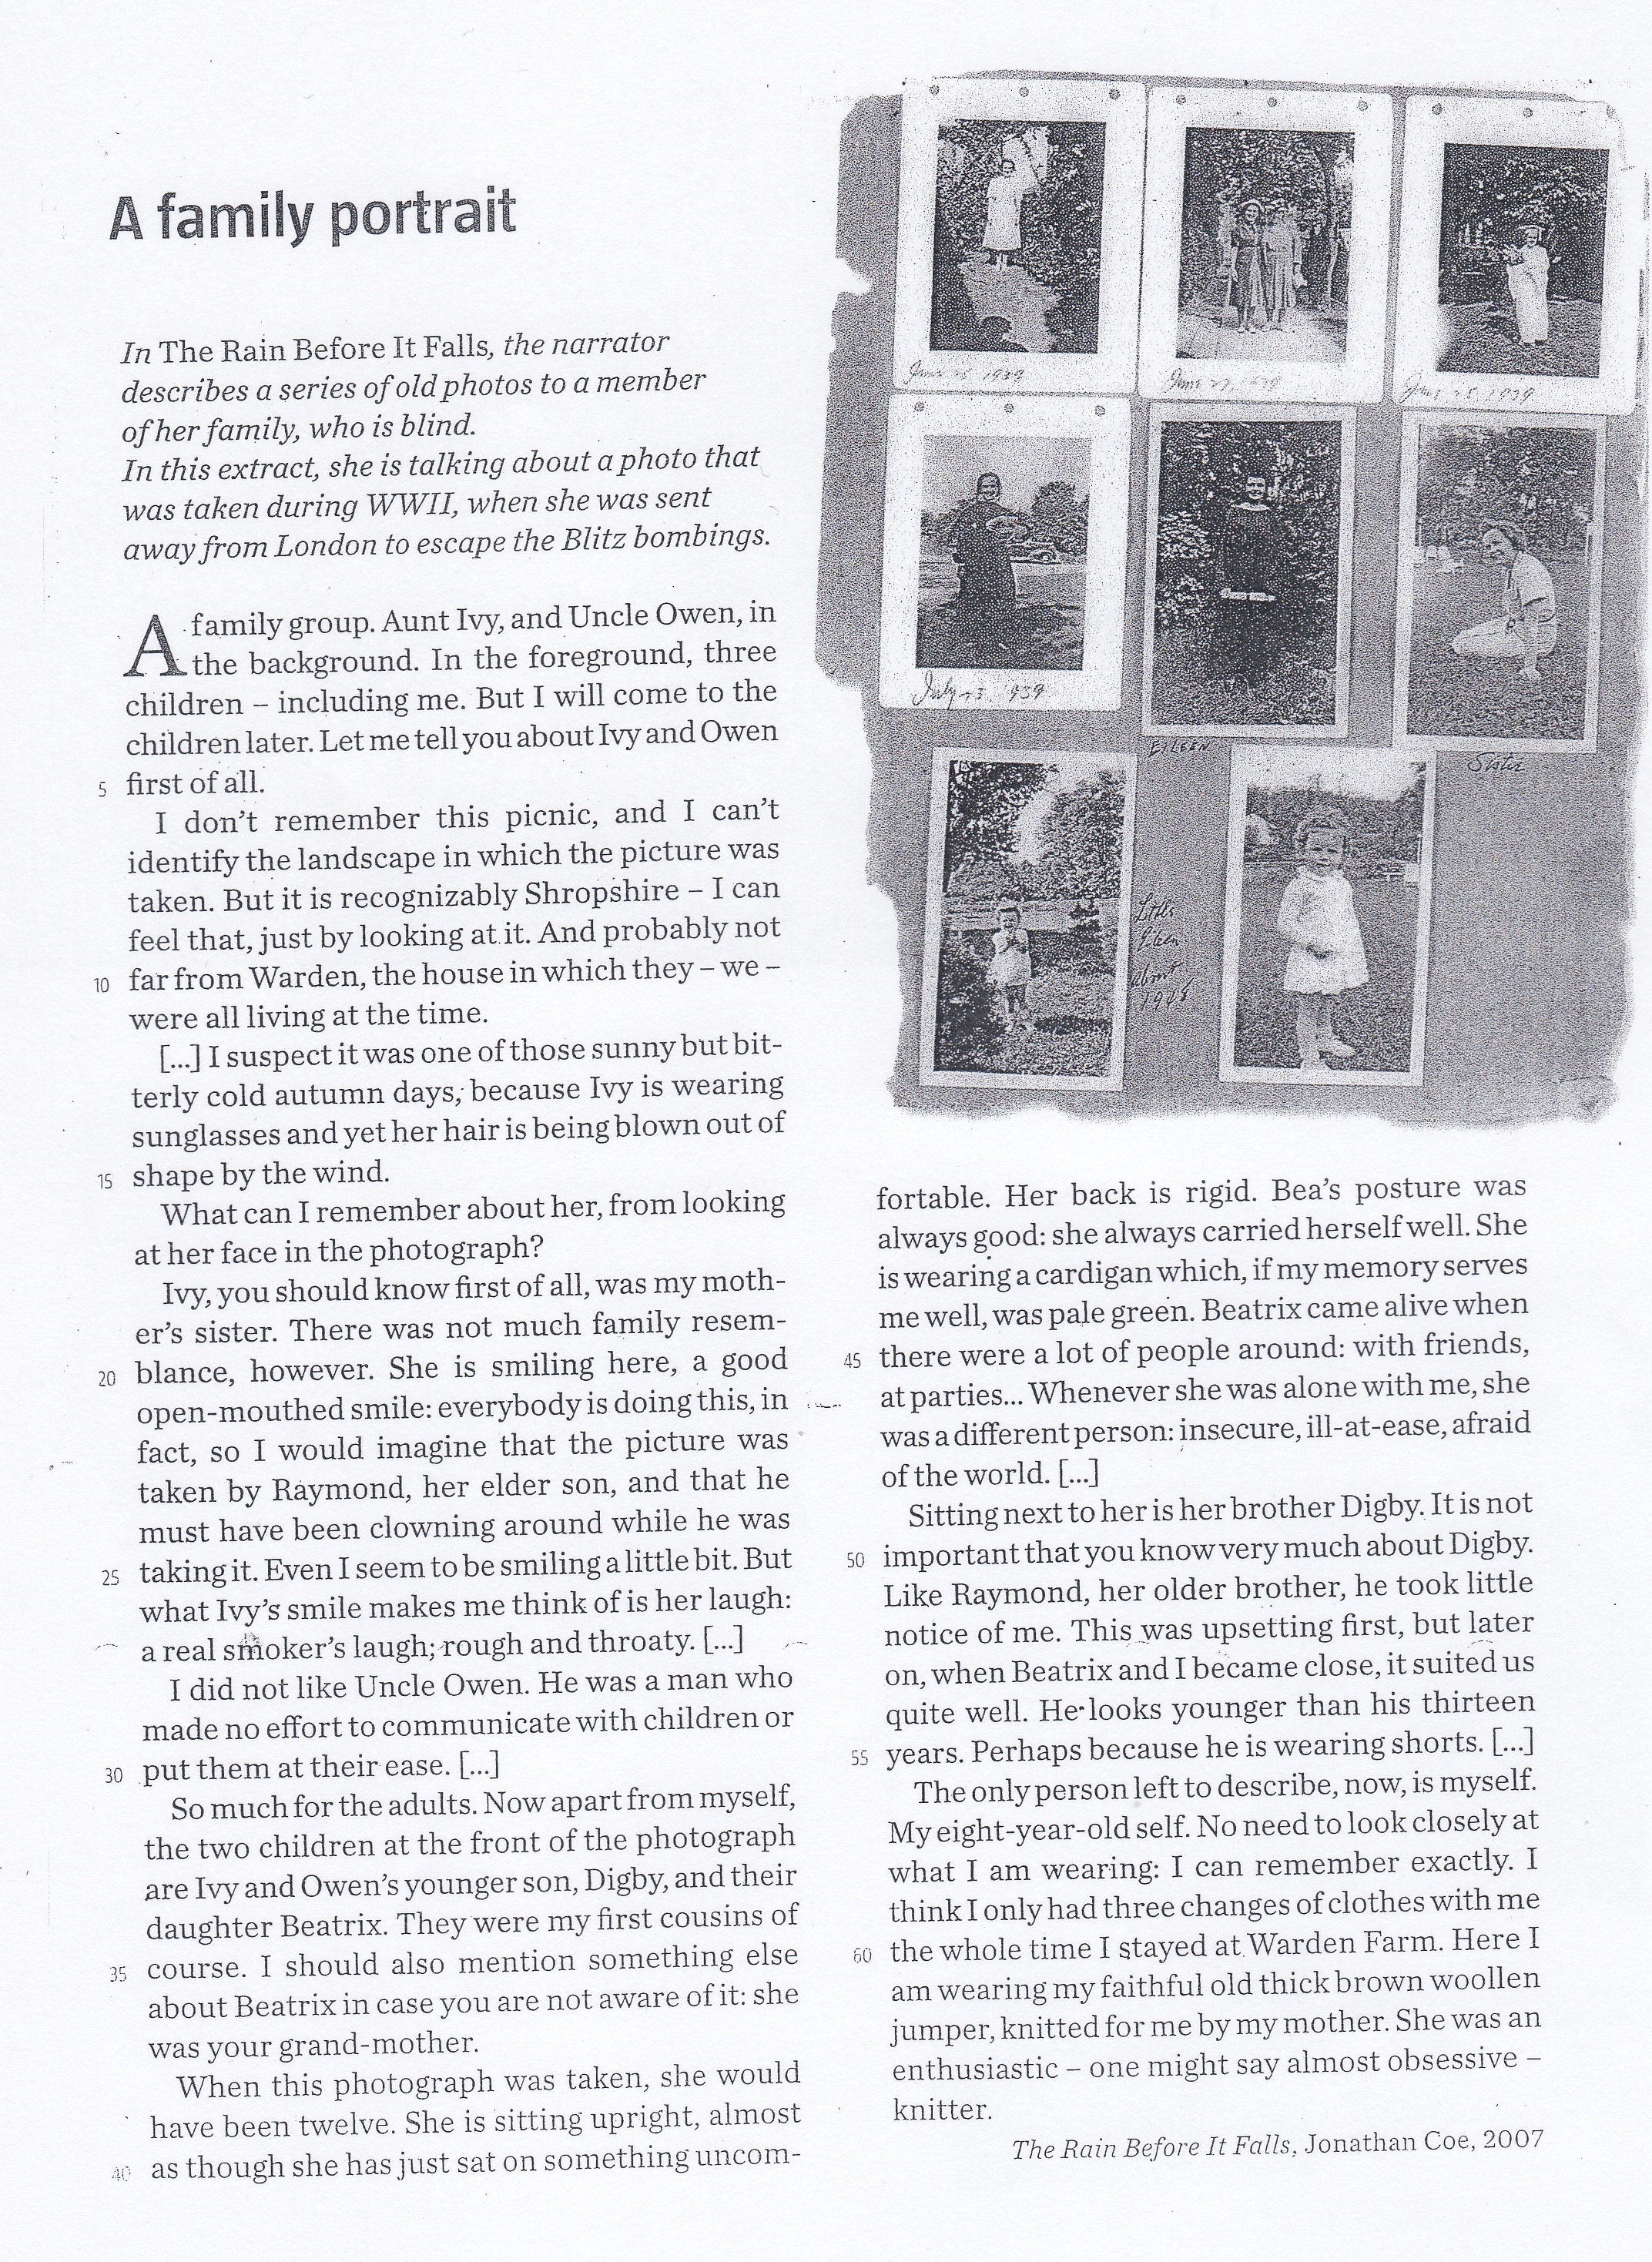 A family portrait
In The Rain Before It Falls, the narrator
describes a series of old photos to a member
of her family, who is blind.
In this extract, she is talking about a photo that
was taken during WWII, when she was sent
away from London to escape the Blitz bombings.
A family group. Aunt Ivy, and Uncle Owen, in
the background. In the foreground, three
children – including me. But I will come to the
children later. Let me tell you about Ivy and Owen
5 first of all.
I don't remember this picnic, and I can't
identify the landscape in which the picture was
taken. But it is recognizably Shropshire – I can
feel that, just by looking at it. And probably not
10 far from Warden, the house in which they – we –
were all living at the time.
[...] I suspect it was one of those sunny but bit-
terly cold autumn days, because Ivy is wearing
sunglasses and yet her hair is being blown out of
15 shape by the wind.
What can I remember about her, from looking
at her face in the photograph?
Ivy, you should know first of all, was my moth-
er's sister. There was not much family resem-
20 blance, however. She is smiling here, a good
open-mouthed smile: everybody is doing this, in
fact, so I would imagine that the picture was
taken by Raymond, her elder son, and that he
must have been clowning around while he was
25 taking it. Even I seem to be smiling a little bit. But
what Ivy's smile makes me think of is her laugh:
a real smoker's laugh; rough and throaty. [...]
I did not like Uncle Owen. He was a man who
made no effort to communicate with children or
30 put them at their ease. [...]
So much for the adults. Now apart from myself,
the two children at the front of the photograph
are Ivy and Owen's younger son, Digby, and their
daughter Beatrix. They were my first cousins of
35 course. I should also mention something else
about Beatrix in case you are not aware of it: she
was your grand-mother.
When this photograph was taken, she would
have been twelve. She is sitting upright, almost
40 as though she has just sat on something uncom-
June 25, 1939
June 27, 1939
June 25, 1939
July 23, 1939
EILEEN
Sister
Little
Eileen
About
fortable. Her back is rigid. Bea's posture was
always good: she always carried herself well. She
is wearing a cardigan which, if my memory serves
me well, was pale green. Beatrix came alive when
45 there were a lot of people around: with friends,
at parties... Whenever she was alone with me, she
was a different person: insecure, ill-at-ease, afraid
of the world. [...]
Sitting next to her is her brother Digby. It is not
50 important that you know very much about Digby.
Like Raymond, her older brother, he took little
notice of me. This was upsetting first, but later
on, when Beatrix and I became close, it suited us
quite well. He looks younger than his thirteen
55 years. Perhaps because he is wearing shorts. [...]
The only person left to describe, now, is myself.
My eight-year-old self. No need to look closely at
what I am wearing: I can remember exactly. I
think I only had three changes of clothes with me
60 the whole time I stayed at Warden Farm. Here I
am wearing my faithful old thick brown woollen
jumper, knitted for me by my mother. She was an
enthusiastic – one might say almost obsessive –
knitter.
The Rain Before It Falls, Jonathan Coe, 2007